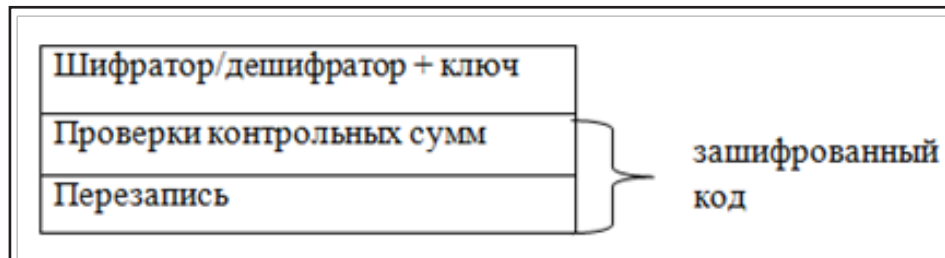 Шифратор/дешифратор + ключ
Проверки контрольных сумм
Перезапись
зашифрованный
код